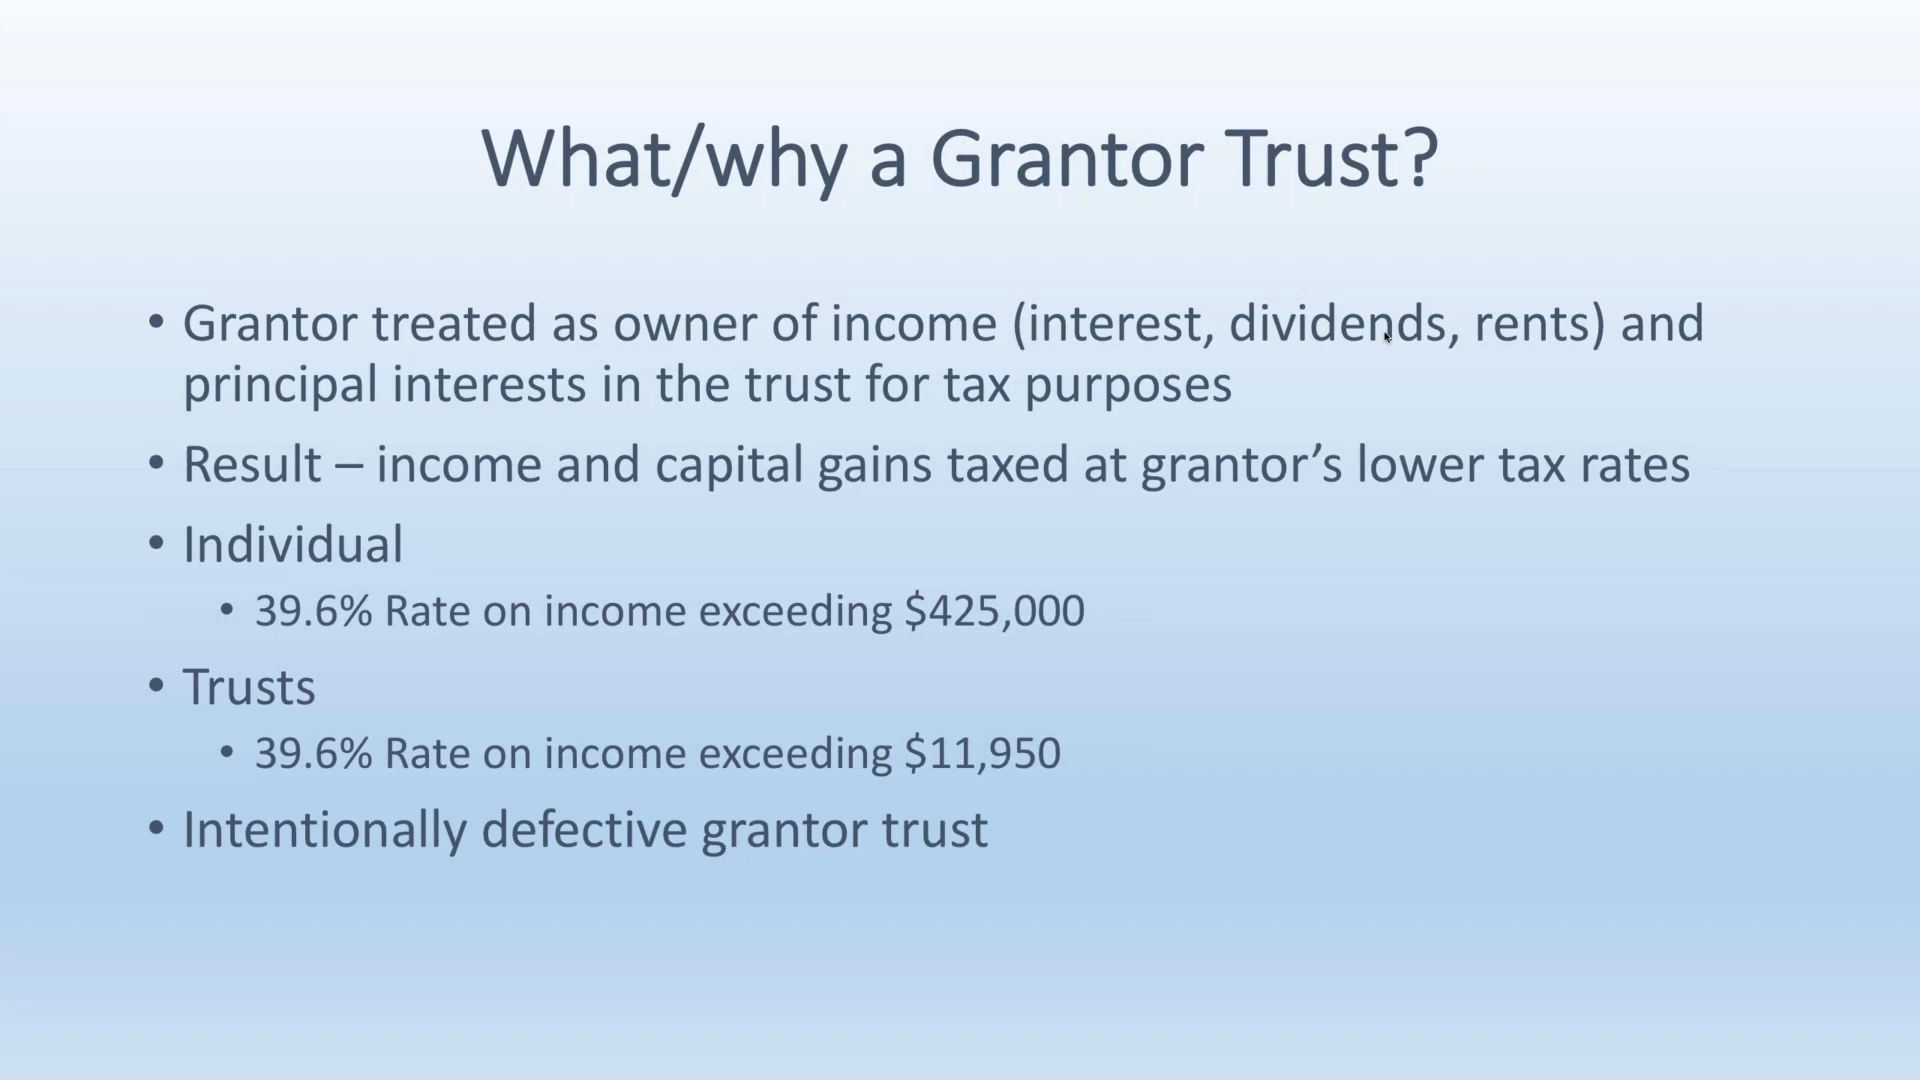 What/why a Grantor Trust?
• Grantor treated as owner of income (interest, dividends, rents) and
principal interests in the trust for tax purposes
• Result – income and capital gains taxed at grantor’s lower tax rates
• Individual
• 39.6% Rate on income exceeding $425,000
• Trusts
• 39.6% Rate on income exceeding $11,950
• Intentionally defective grantor trust